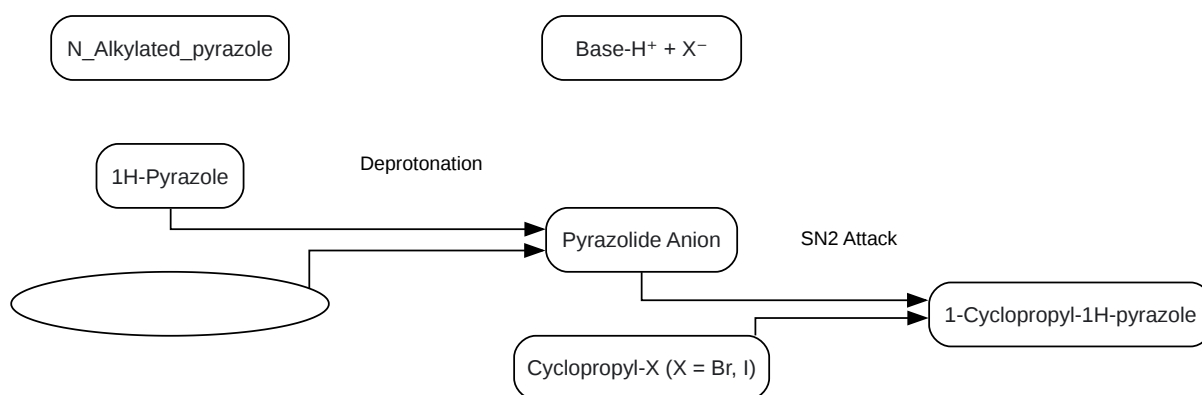 N_Alkylated_pyrazole
Base-H⁺ + X⁻
1H-Pyrazole
Deprotonation
Pyrazolide Anion
SN2 Attack
Cyclopropyl-X (X = Br, I)
1-Cyclopropyl-1H-pyrazole